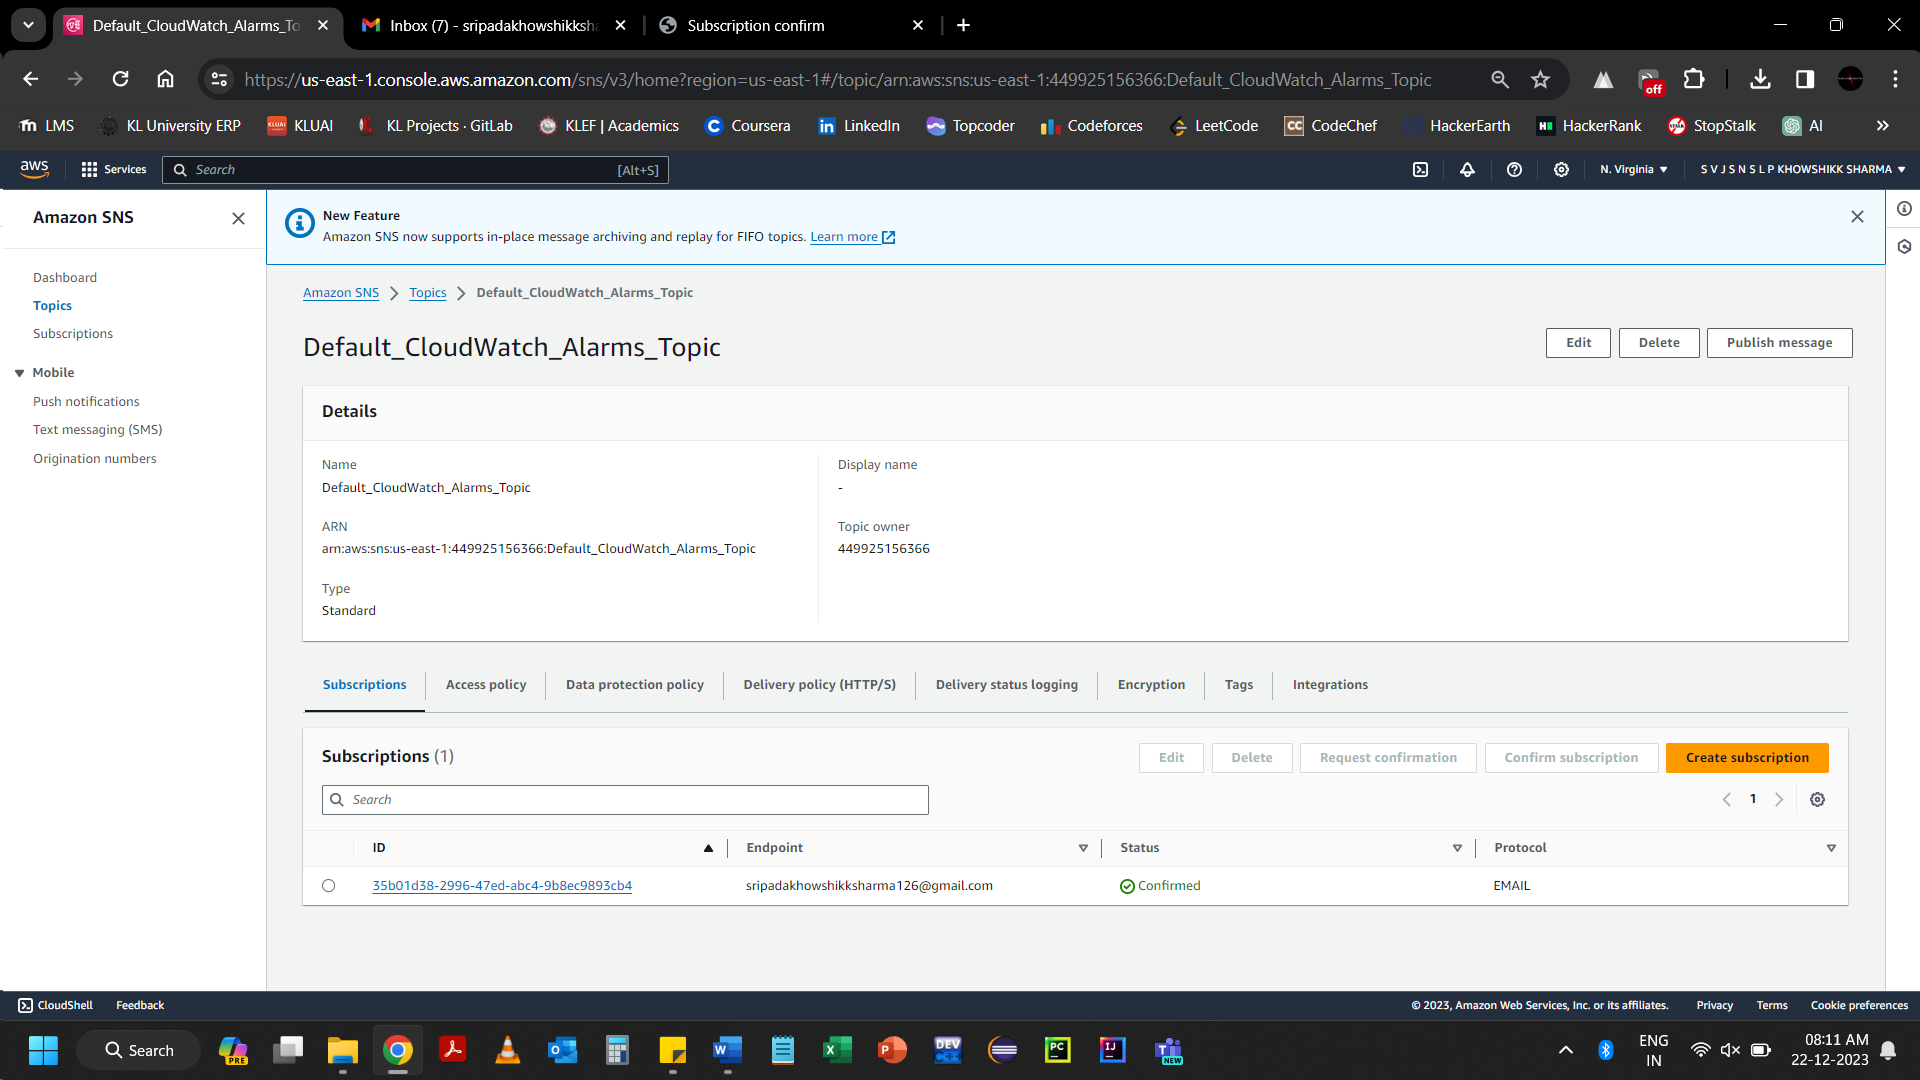 Default_CloudWatch_Alarms_To
Inbox (7) - sripadakhowshikksha
Subscription confirm
https://us-east-1.console.aws.amazon.com/sns/v3/home?region=us-east-1#/topic/arn:aws:sns:us-east-1:449925156366:Default_CloudWatch_Alarms_Topic
off
LMS KL University ERP KLUAI KL Projects · GitLab KLEF | Academics Coursera LinkedIn Topcoder Codeforces LeetCode CodeChef HackerEarth HackerRank StopStalk AI
aws Services Search [Alt+S] N. Virginia S V J S N S L P KHOWSHIKK SHARMA
Amazon SNS
Dashboard
Topics
Subscriptions
Mobile
Push notifications
Text messaging (SMS)
Origination numbers
New Feature
Amazon SNS now supports in-place message archiving and replay for FIFO topics. Learn more
Amazon SNS Topics Default_CloudWatch_Alarms_Topic
Default_CloudWatch_Alarms_Topic
Edit Delete Publish message
Details
Name
Default_CloudWatch_Alarms_Topic
ARN
arn:aws:sns:us-east-1:449925156366:Default_CloudWatch_Alarms_Topic
Type
Standard
Display name
-
Topic owner
449925156366
Subscriptions Access policy Data protection policy Delivery policy (HTTP/S) Delivery status logging Encryption Tags Integrations
Subscriptions (1)
Edit Delete Request confirmation Confirm subscription Create subscription
Search
1
ID Endpoint Status Protocol
35b01d38-2996-47ed-abc4-9b8ec9893cb4 sripadakhowshikksharma126@gmail.com Confirmed EMAIL
CloudShell Feedback © 2023, Amazon Web Services, Inc. or its affiliates. Privacy Terms Cookie preferences
Search
PRE
DEV C++
PC
IJ
NEW
ENG
IN
08:11 AM
22-12-2023